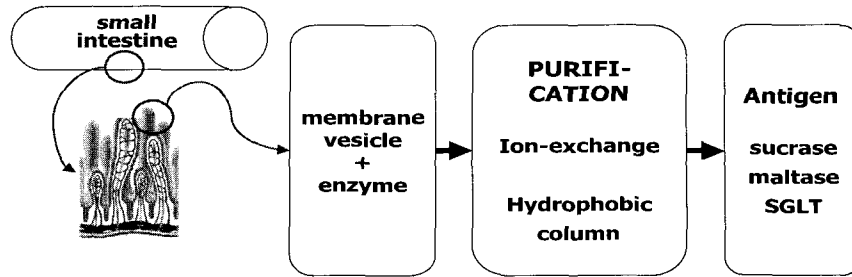 small
intestine
membrane
vesicle
+
enzyme
PURIFI-
CATION
Ion-exchange
Hydrophobic
column
Antigen
sucrase
maltase
SGLT